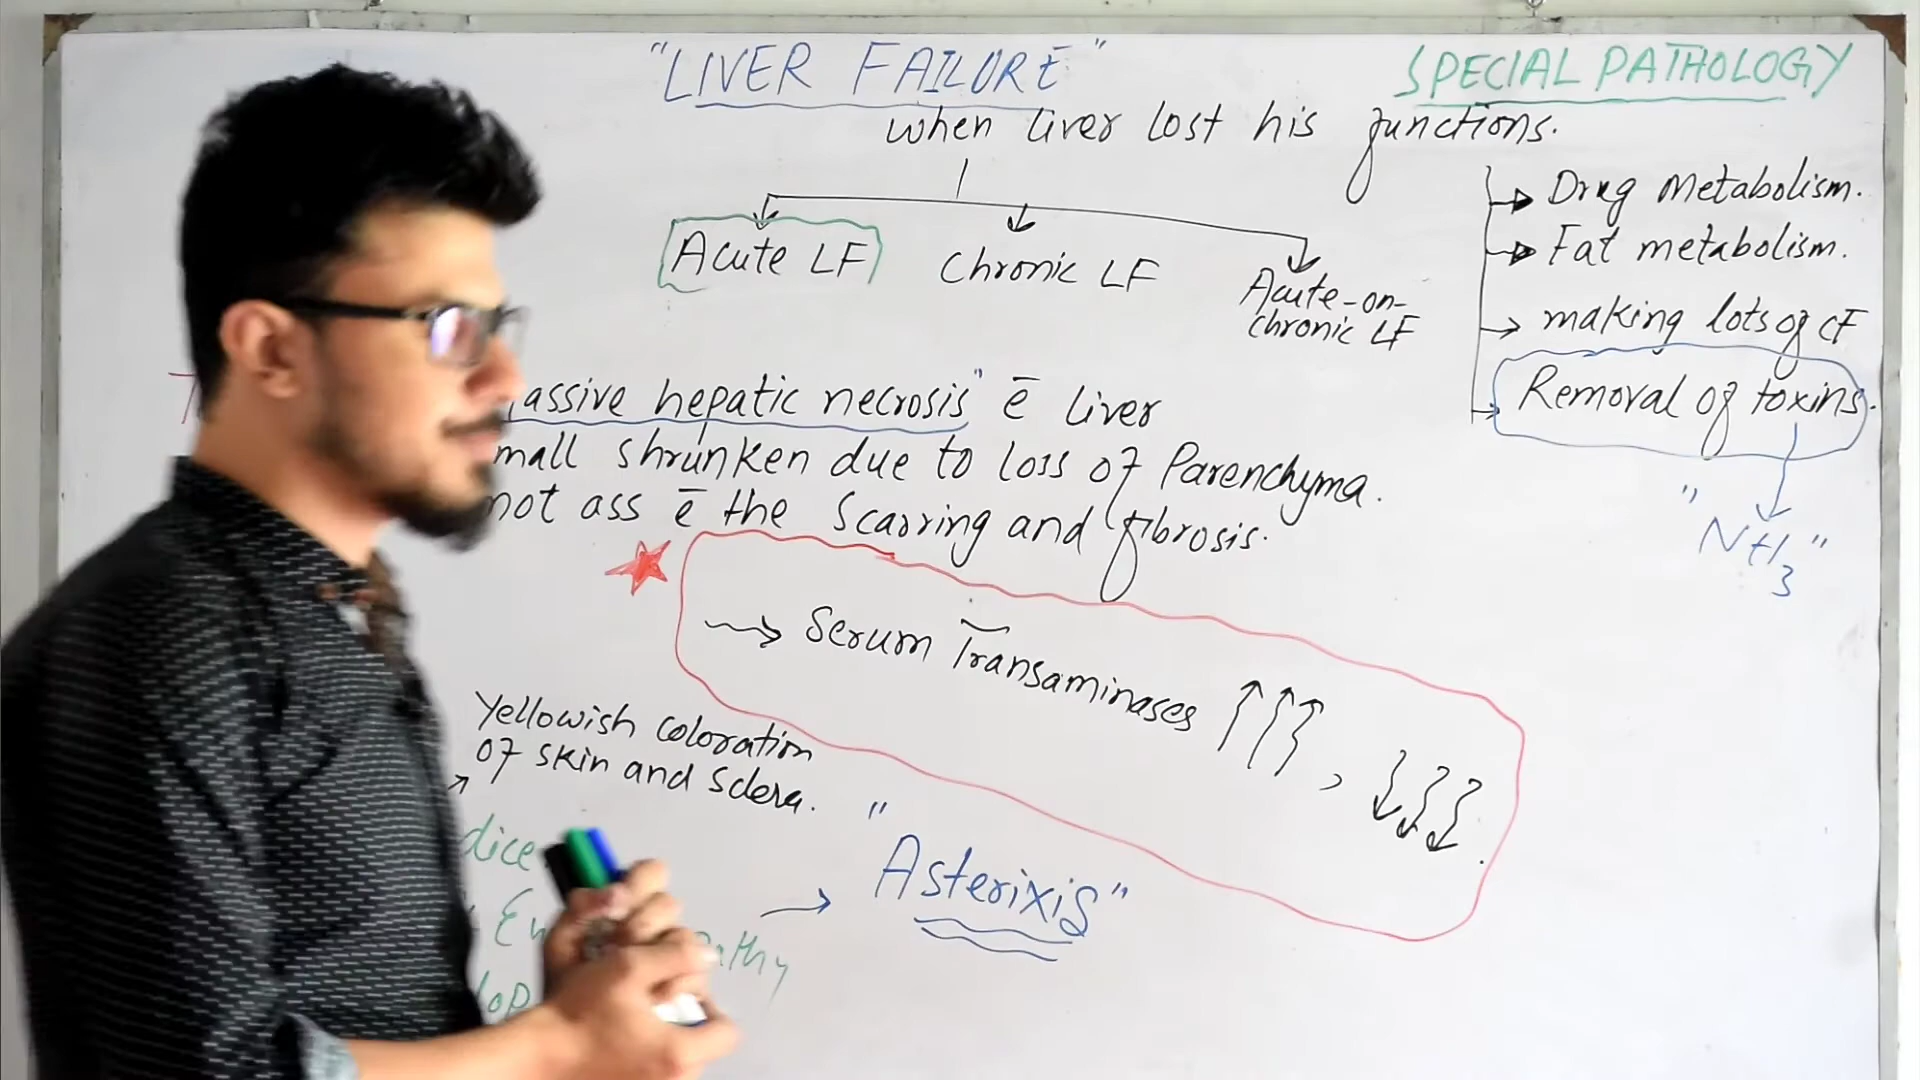 "LIVER FAILURE"
SPECIAL PATHOLOGY
when liver lost his functions.
Acute LF
Chronic LF
Acute-on-
chronic LF
Drug Metabolism.
Fat metabolism.
making lots of CF
Removal of toxins.
"NH3"
assive hepatic necrosis" ē liver
mall shrunken due to loss of Parenchyma.
not ass ē the Scarring and fibrosis.
→ Serum Transaminases ↑↑↑, ↓↓↓.
Yellowish coloration
of skin and sclera.
dice
En athy → "Asterixis"